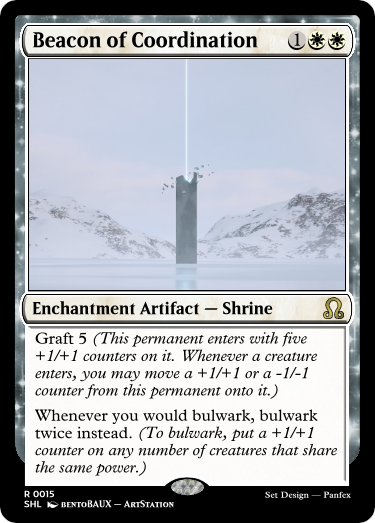 Beacon of Coordination 1
Enchantment Artifact — Shrine
Graft 5 (This permanent enters with five
+1/+1 counters on it. Whenever a creature
enters, you may move a +1/+1 or a -1/-1
counter from this permanent onto it.)
Whenever you would bulwark, bulwark
twice instead. (To bulwark, put a +1/+1
counter on any number of creatures that share
the same power.)
R 0015
SHL bentoBAUX — ArtStation
Set Design — Panfex